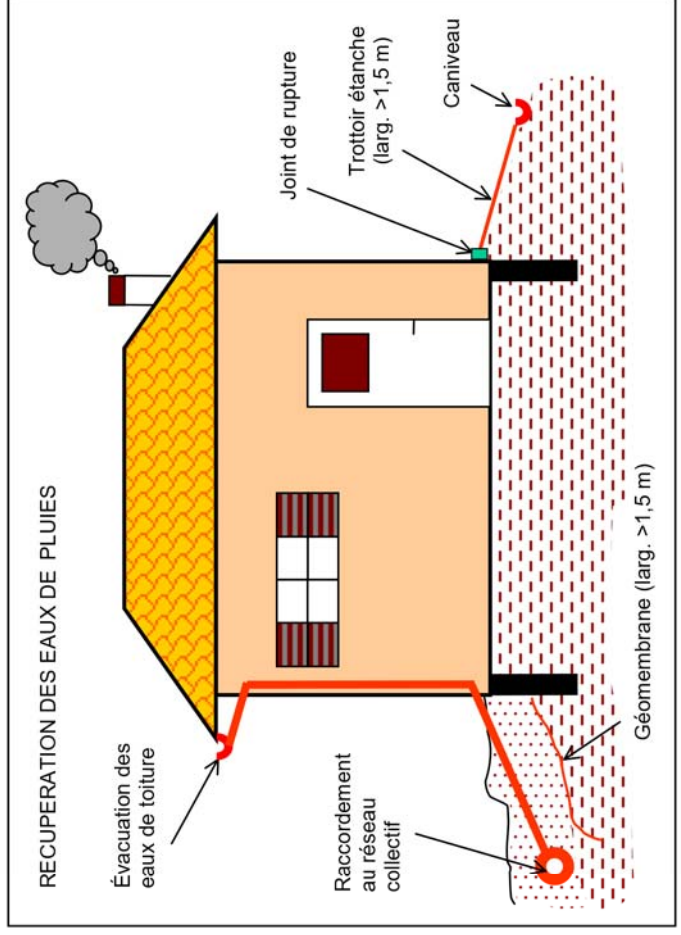 RECUPERATION DES EAUX DE PLUIES
Évacuation des
eaux de toiture
Raccordement
au réseau
collectif
Joint de rupture
Trottoir étanche
(larg. >1,5 m)
Caniveau
Géomembrane (larg. >1,5 m)